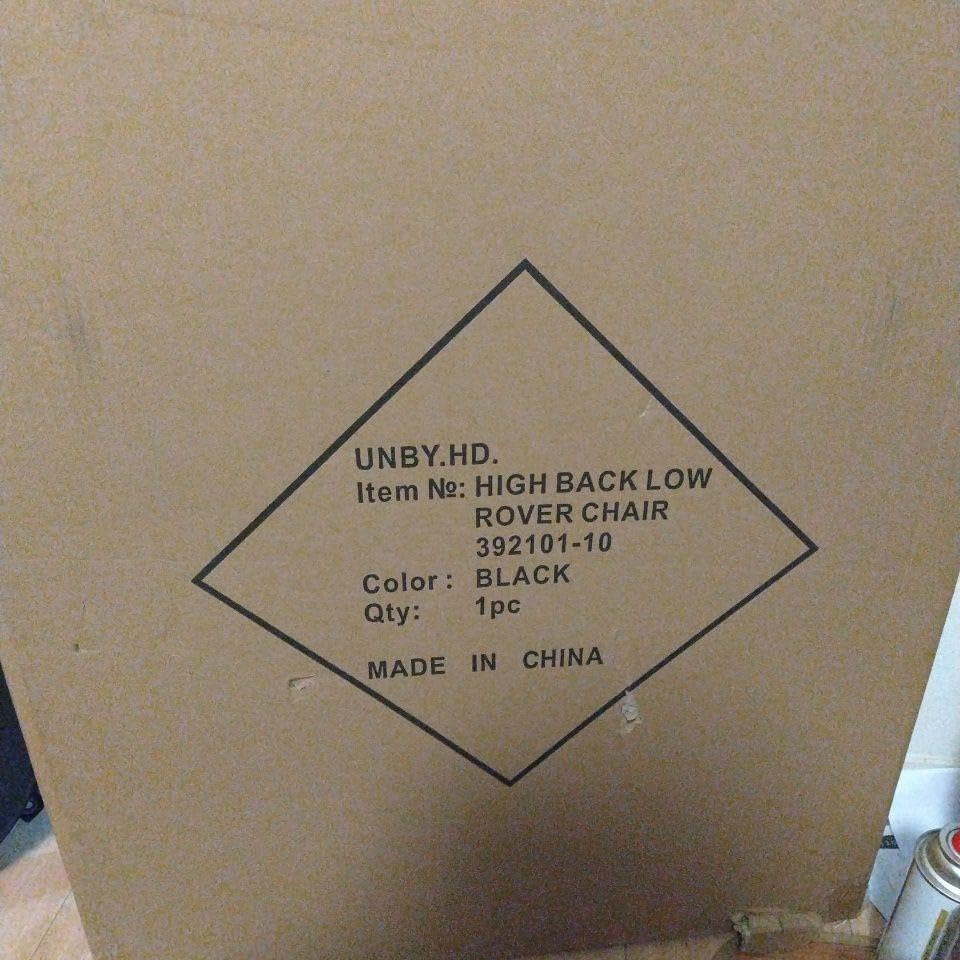 UNBY.HD.
Item №: HIGH BACK LOW
ROVER CHAIR
392101-10
Color : BLACK
Qty: 1pc
MADE IN CHINA